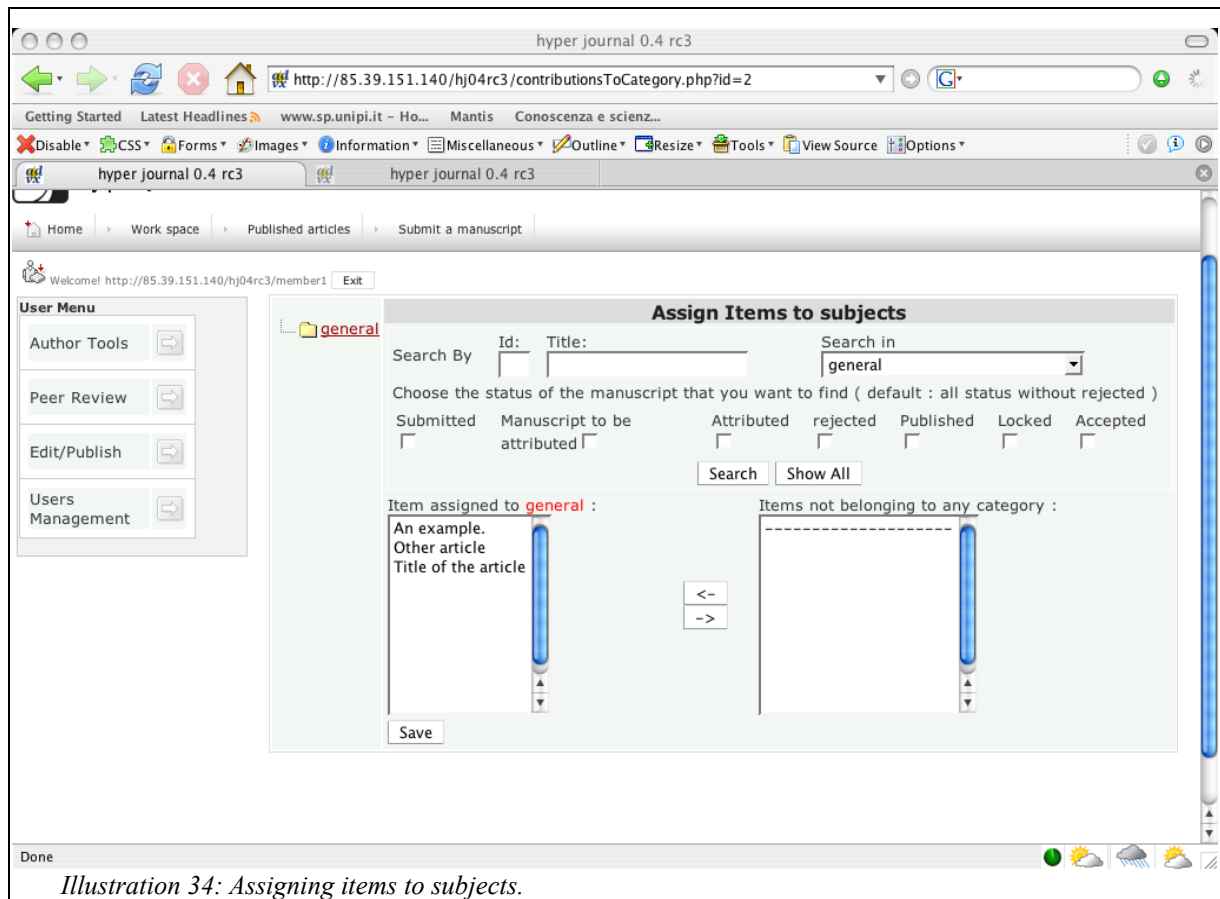 hyper journal 0.4 rc3
http://85.39.151.140/hj04rc3/contributionsToCategory.php?id=2
G
Getting Started Latest Headlines www.sp.unipi.it – Ho... Mantis Conoscenza e scienz...
Disable CSS Forms Images Information Miscellaneous Outline Resize Tools View Source Options
hyper journal 0.4 rc3 hyper journal 0.4 rc3
Home Work space Published articles Submit a manuscript
Welcome! http://85.39.151.140/hj04rc3/member1 Exit
User Menu
Author Tools
Peer Review
Edit/Publish
Users
Management
general
Assign Items to subjects
Id: Title: Search in
Search By general
Choose the status of the manuscript that you want to find ( default : all status without rejected )
Submitted Manuscript to be attributed Attributed rejected Published Locked Accepted
Search Show All
Item assigned to general : Items not belonging to any category :
An example. --------------------
Other article
Title of the article
<-
->
Save
Done
Illustration 34: Assigning items to subjects.